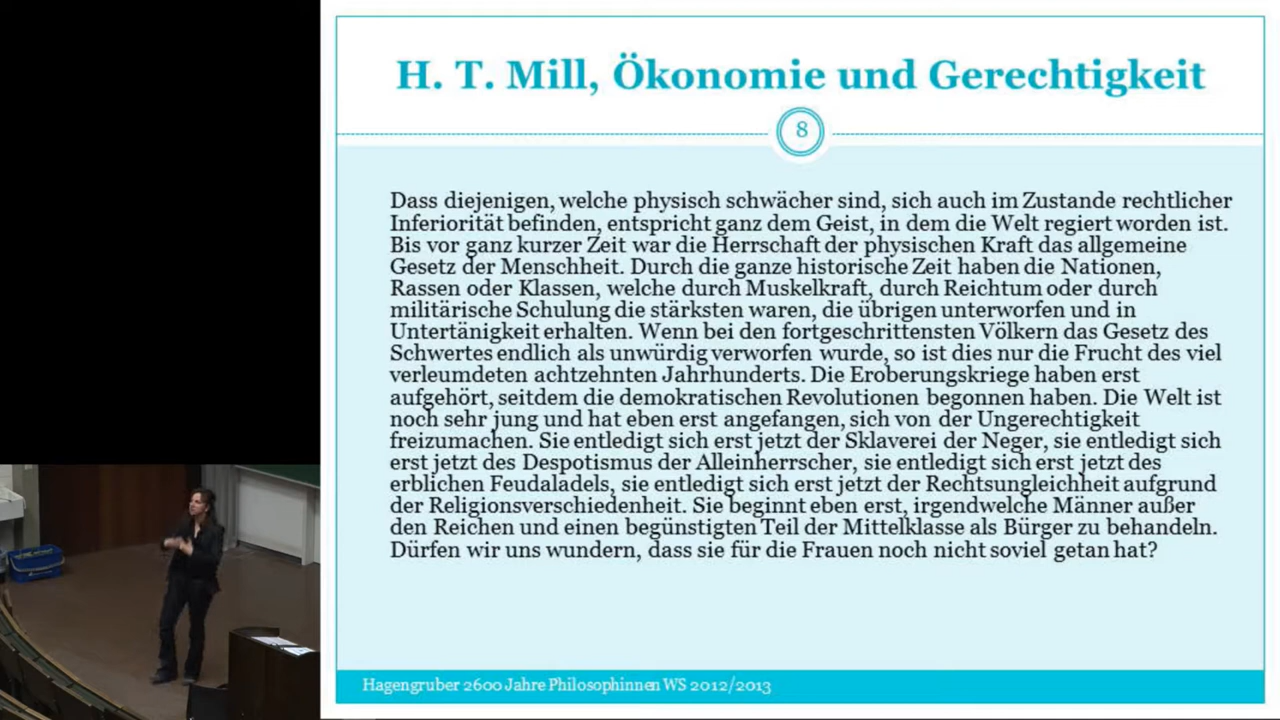 H. T. Mill, Ökonomie und Gerechtigkeit
8
Dass diejenigen, welche physisch schwächer sind, sich auch im Zustande rechtlicher
Inferiorität befinden, entspricht ganz dem Geist, in dem die Welt regiert worden ist.
Bis vor ganz kurzer Zeit war die Herrschaft der physischen Kraft das allgemeine
Gesetz der Menschheit. Durch die ganze historische Zeit haben die Nationen,
Rassen oder Klassen, welche durch Muskelkraft, durch Reichtum oder durch
militärische Schulung die stärksten waren, die übrigen unterworfen und in
Untertänigkeit erhalten. Wenn bei den fortgeschrittensten Völkern das Gesetz des
Schwertes endlich als unwürdig verworfen wurde, so ist dies nur die Frucht des viel
verleumdeten achtzehnten Jahrhunderts. Die Eroberungskriege haben erst
aufgehört, seitdem die demokratischen Revolutionen begonnen haben. Die Welt ist
noch sehr jung und hat eben erst angefangen, sich von der Ungerechtigkeit
freizumachen. Sie entledigt sich erst jetzt der Sklaverei der Neger, sie entledigt sich
erst jetzt des Despotismus der Alleinherrscher, sie entledigt sich erst jetzt des
erblichen Feudaladels, sie entledigt sich erst jetzt der Rechtsungleichheit aufgrund
der Religionsverschiedenheit. Sie beginnt eben erst, irgendwelche Männer außer
den Reichen und einen begünstigten Teil der Mittelklasse als Bürger zu behandeln.
Dürfen wir uns wundern, dass sie für die Frauen noch nicht soviel getan hat?
Hagengruber 2600 Jahre Philosophinnen WS 2012/2013